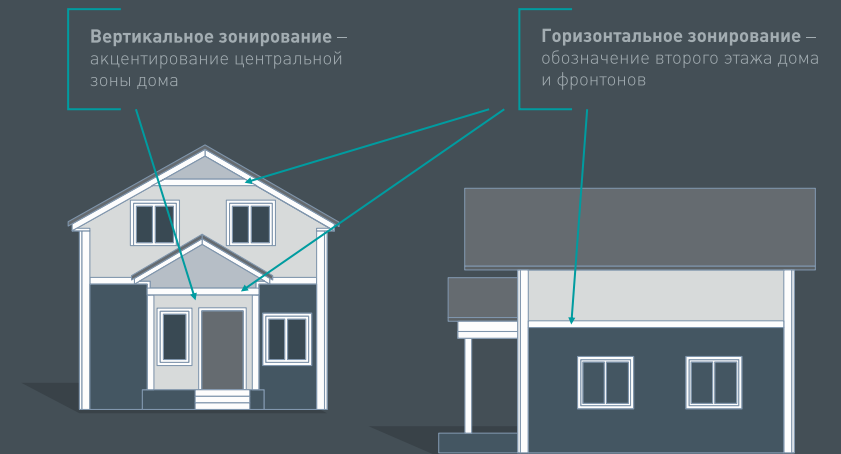 Вертикальное зонирование –
акцентирование центральной
зоны дома
Горизонтальное зонирование –
обозначение второго этажа дома
и фронтонов